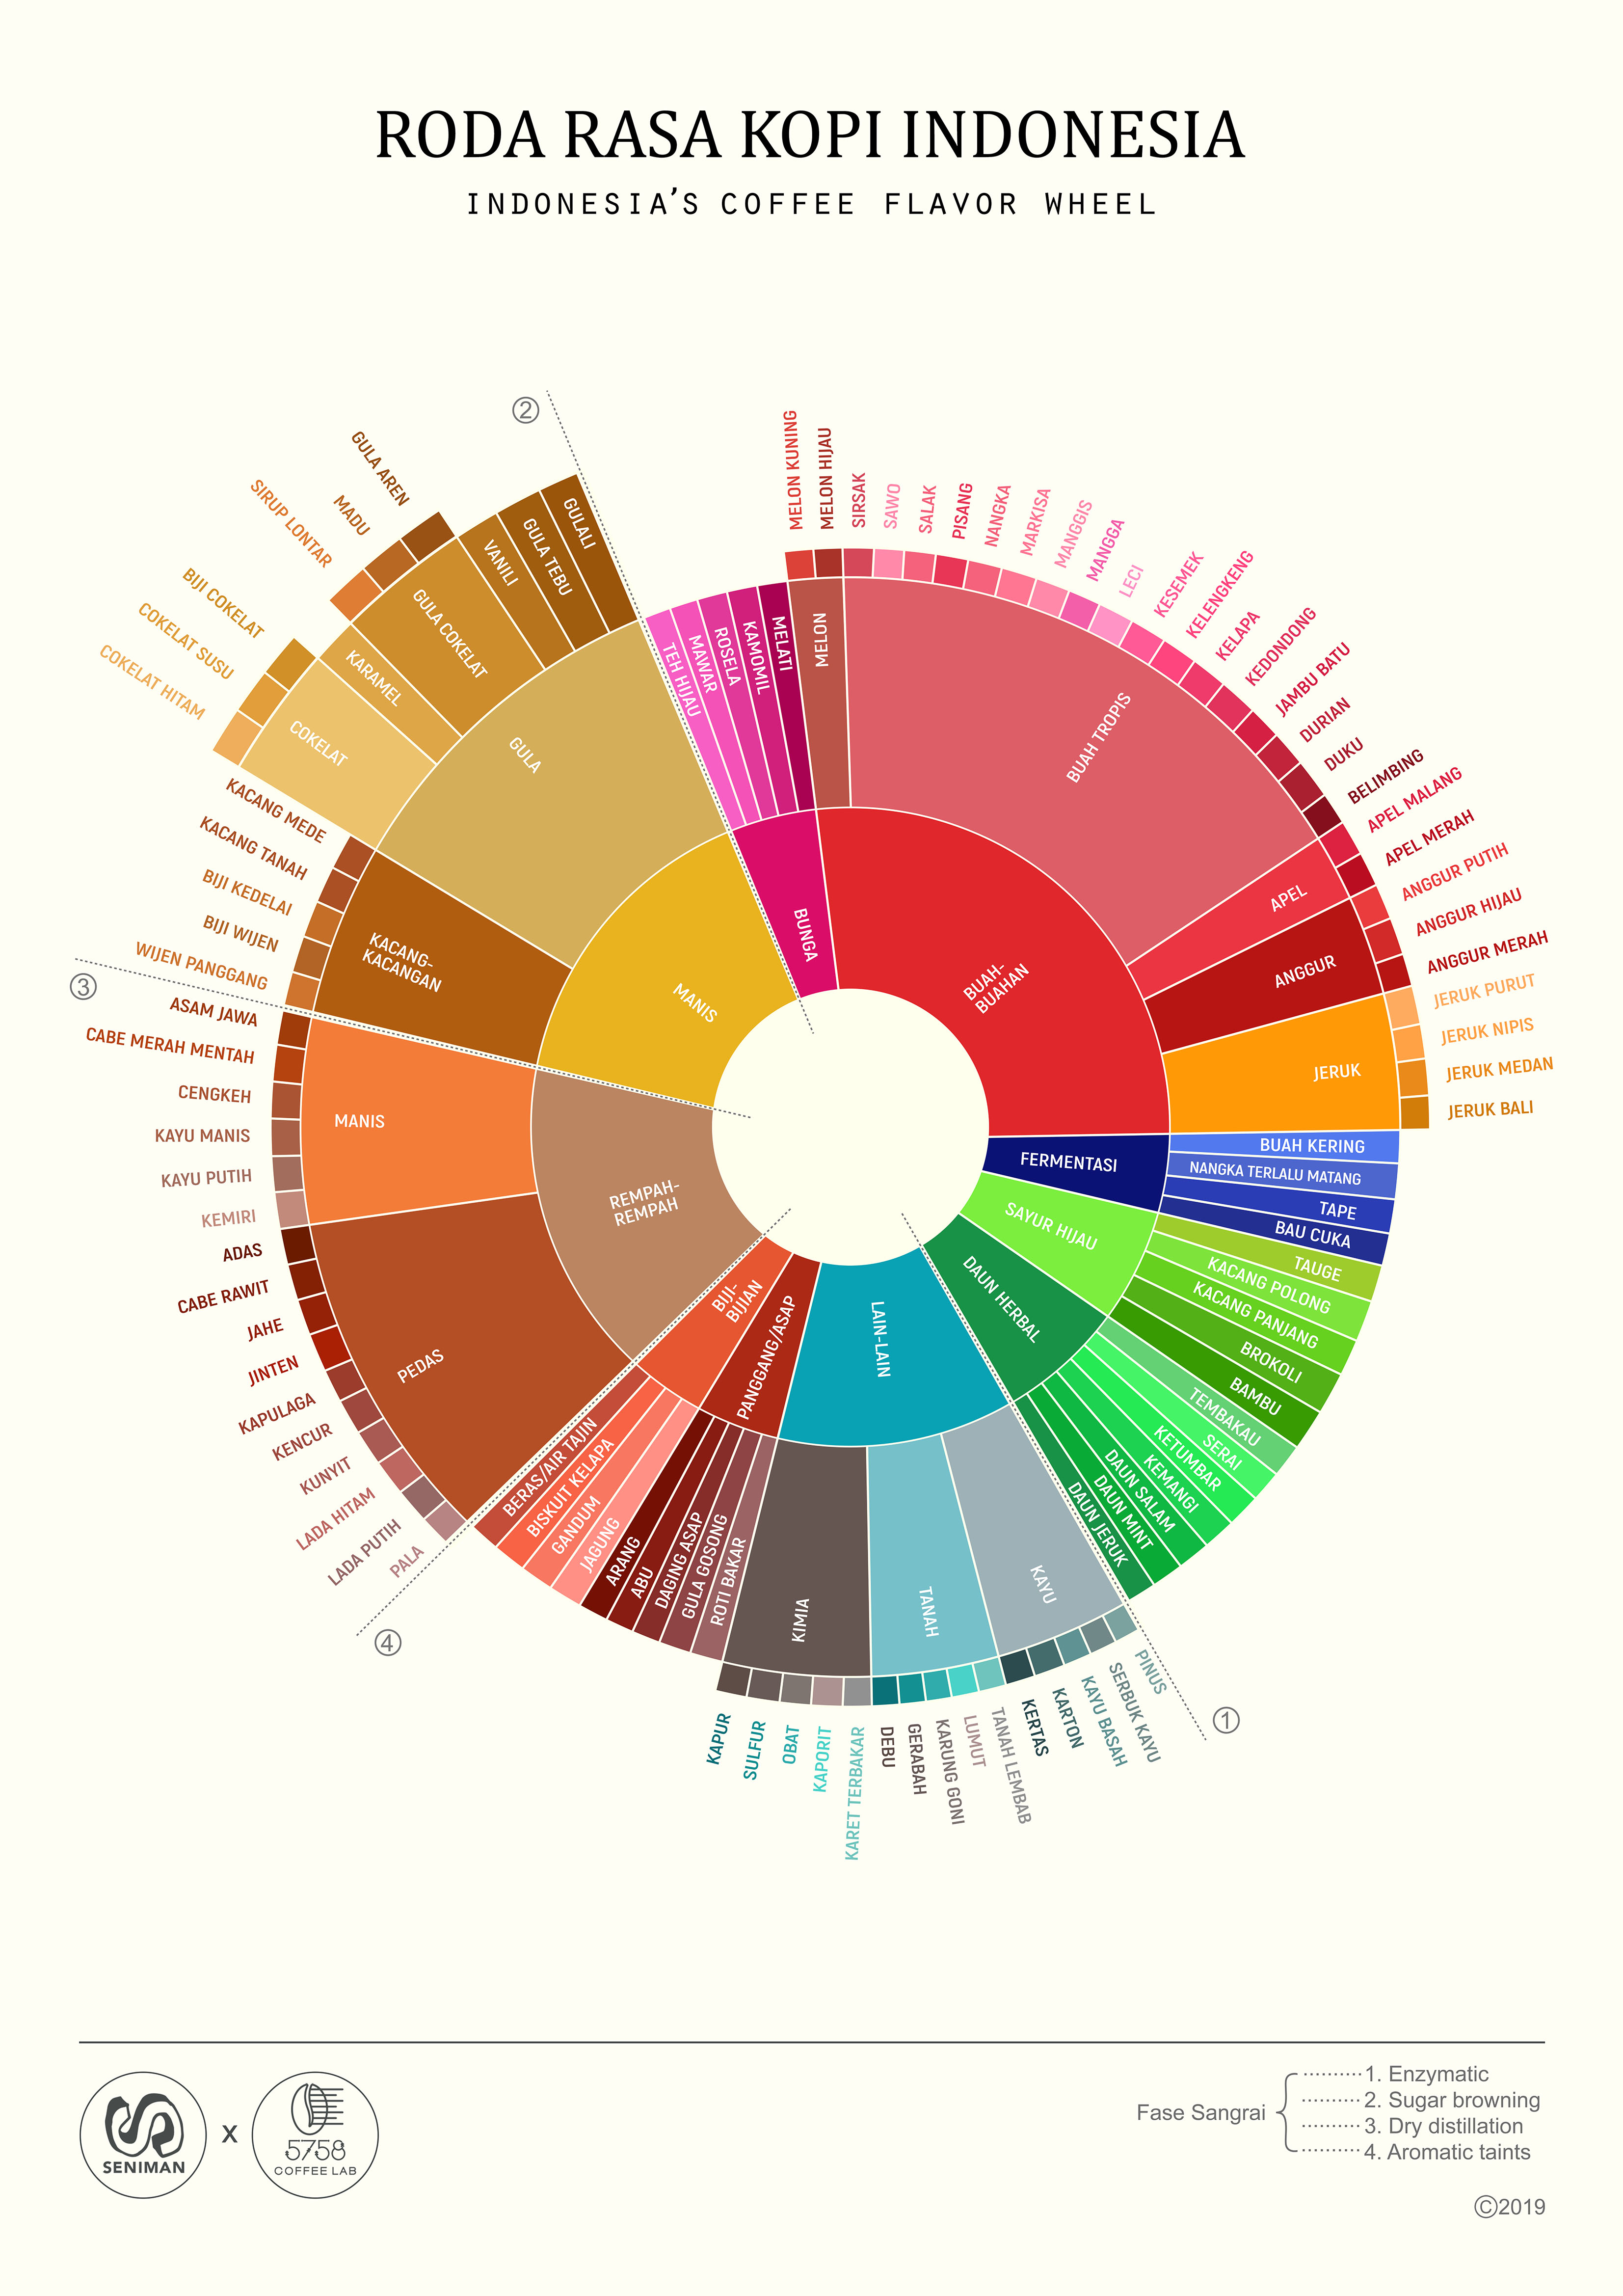 RODA RASA KOPI INDONESIA
INDONESIA'S COFFEE FLAVOR WHEEL
②
GULALI
GULA TEBU
VANILI
GULA COKELAT
GULA AREN
MADU
SIRUP LONTAR
KARAMEL
COKELAT
BIJI COKELAT
COKELAT SUSU
COKELAT HITAM
GULA
MANIS
KACANG-
KACANGAN
KACANG MEDE
KACANG TANAH
BIJI KEDELAI
BIJI WIJEN
WIJEN PANGGANG
③
REMPAH-
REMPAH
MANIS
ASAM JAWA
CABE MERAH MENTAH
CENGKEH
KAYU MANIS
KAYU PUTIH
KEMIRI
PEDAS
ADAS
CABE RAWIT
JAHE
JINTEN
KAPULAGA
KENCUR
KUNYIT
LADA HITAM
LADA PUTIH
PALA
④
BIJI-
BIJIAN
BERAS/AIR TAJIN
BISKUIT KELAPA
GANDUM
JAGUNG
PANGGANG/ASAP
ARANG
ABU
DAGING ASAP
GULA GOSONG
ROTI BAKAR
LAIN-LAIN
KIMIA
KAPUR
SULFUR
OBAT
KAPORIT
KARET TERBAKAR
TANAH
DEBU
GERABAH
KARUNG GONI
LUMUT
TANAH LEMBAB
KAYU
KERTAS
KARTON
KAYU BASAH
SERBUK KAYU
PINUS
①
BUNGA
TEH HIJAU
MAWAR
ROSELA
KAMOMIL
MELATI
BUAH-
BUAHAN
MELON
MELON KUNING
MELON HIJAU
BUAH TROPIS
SIRSAK
SAWO
SALAK
PISANG
NANGKA
MARKISA
MANGGIS
MANGGA
LECI
KESEMEK
KELENGKENG
KELAPA
KEDONDONG
JAMBU BATU
DURIAN
DUKU
BELIMBING
APEL
APEL MALANG
APEL MERAH
ANGGUR
ANGGUR PUTIH
ANGGUR HIJAU
ANGGUR MERAH
JERUK
JERUK PURUT
JERUK NIPIS
JERUK MEDAN
JERUK BALI
FERMENTASI
BUAH KERING
NANGKA TERLALU MATANG
TAPE
BAU CUKA
SAYUR HIJAU
TAUGE
KACANG POLONG
KACANG PANJANG
BROKOLI
BAMBU
DAUN HERBAL
TEMBAKAU
SERAI
KETUMBAR
KEMANGI
DAUN SALAM
DAUN MINT
DAUN JERUK
SENIMAN
x
5758
COFFEE LAB
Fase Sangrai
1. Enzymatic
2. Sugar browning
3. Dry distillation
4. Aromatic taints
©2019